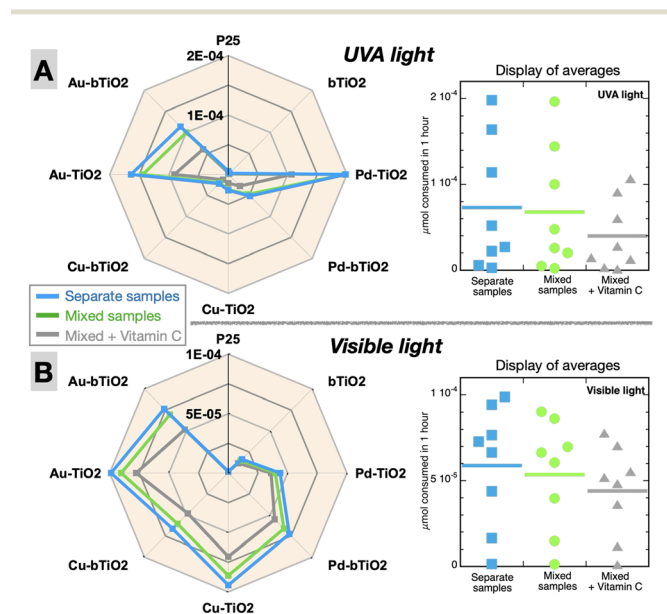 A
UVA light
P25
2E-04
1E-04
bTiO2
Pd-TiO2
Pd-bTiO2
Cu-TiO2
Cu-bTiO2
Au-TiO2
Au-bTiO2
Display of averages
UVA light
2 10⁻⁴
1 10⁻⁴
0
µmol consumed in 1 hour
Separate samples
Mixed samples
Mixed + Vitamin C
Separate samples
Mixed samples
Mixed + Vitamin C
B
Visible light
P25
1E-04
5E-05
bTiO2
Pd-TiO2
Pd-bTiO2
Cu-TiO2
Cu-bTiO2
Au-TiO2
Au-bTiO2
Display of averages
Visible light
1 10⁻⁴
5 10⁻⁵
0
µmol consumed in 1 hour
Separate samples
Mixed samples
Mixed + Vitamin C